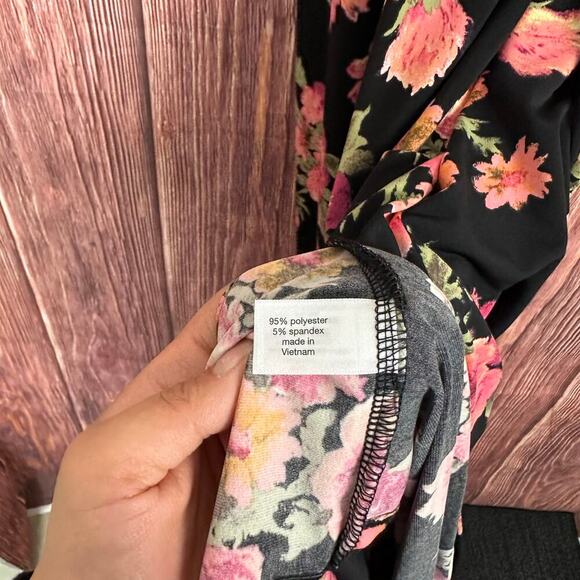 95% polyester
5% spandex
made in
Vietnam